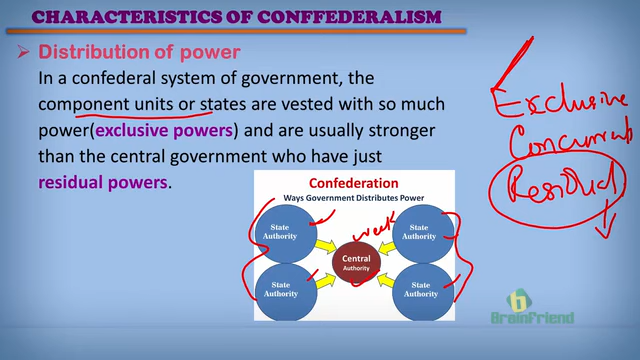 CHARACTERISTICS OF CONFFEDERALISM
Distribution of power
In a confederal system of government, the
component units or states are vested with so much
power(exclusive powers) and are usually stronger
than the central government who have just
residual powers.
Exclusive
Concurrent
Residual
Confederation
Ways Government Distributes Power
State
Authority
State
Authority
weak
Central
Authority
State
Authority
State
Authority
BrainFriend